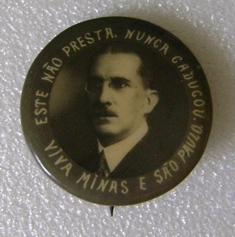 ESTE NÃO PRESTA. NUNCA CADUCOU.
VIVA MINAS E SÃO PAULO.